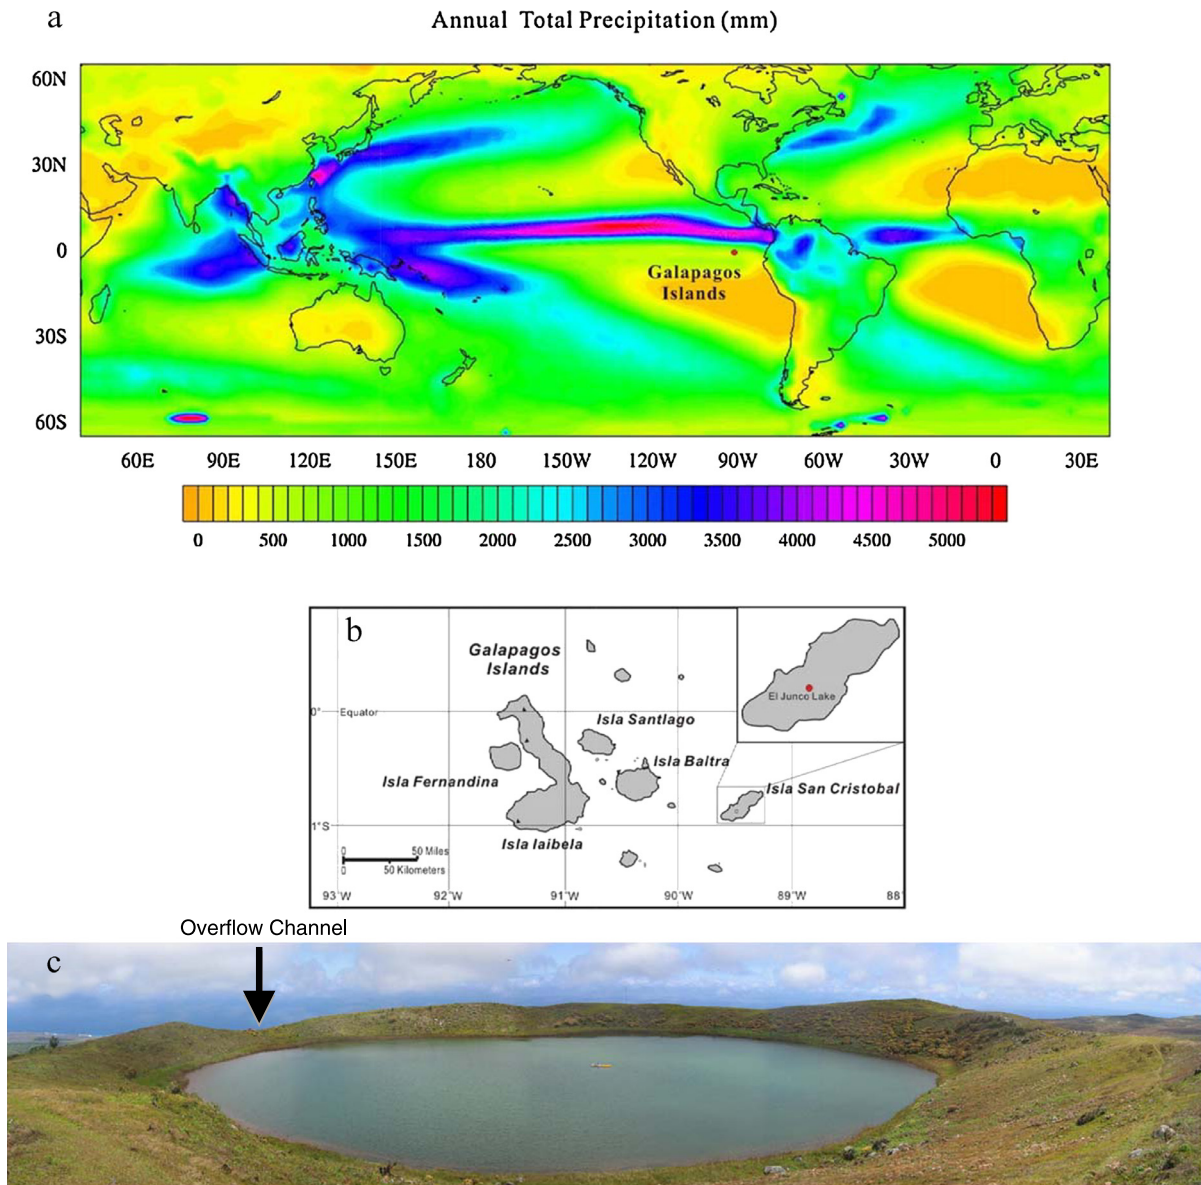 a
Annual Total Precipitation (mm)
60N
30N
0
30S
60S
Galapagos
Islands
60E 90E 120E 150E 180 150W 120W 90W 60W 30W 0 30E
0 500 1000 1500 2000 2500 3000 3500 4000 4500 5000
b
Galapagos
Islands
El Junco Lake
0° Equator
Isla Santlago
Isla Baltra
Isla Fernandina
Isla San Cristobal
1°S
Isla Iaibela
0 50 Miles
0 50 Kilometers
93°W 92°W 91°W 90°W 89°W 88°
Overflow Channel
c